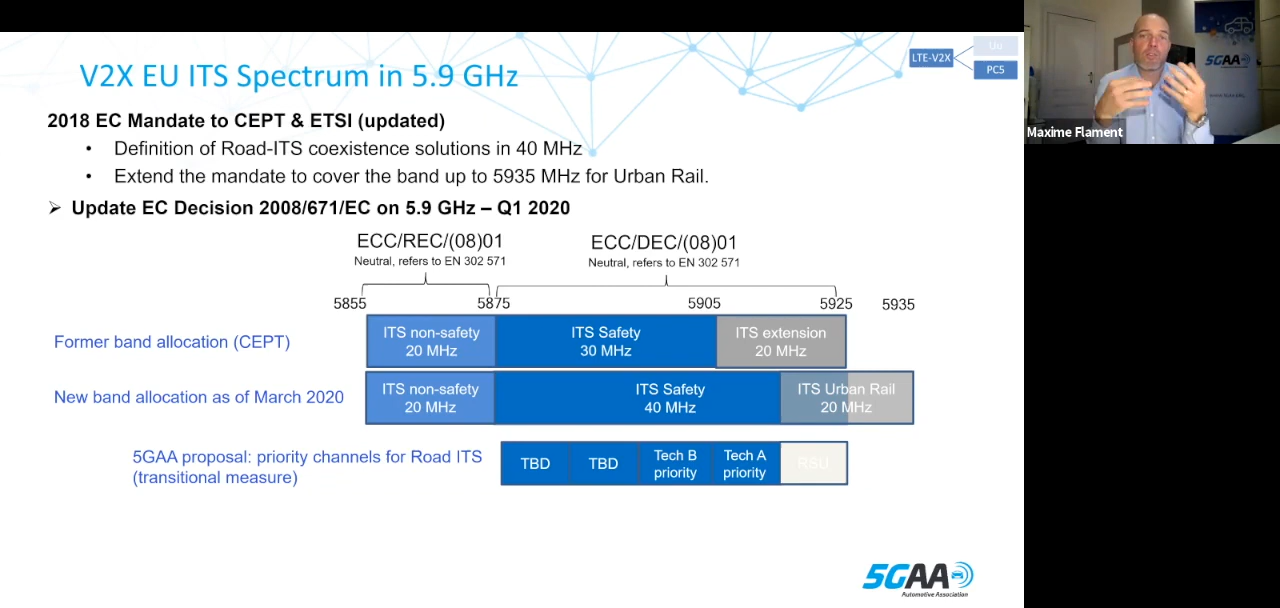 V2X EU ITS Spectrum in 5.9 GHz
LTE-V2X
Uu
PC5
5GAA
Maxime Flament
2018 EC Mandate to CEPT & ETSI (updated)
• Definition of Road-ITS coexistence solutions in 40 MHz
• Extend the mandate to cover the band up to 5935 MHz for Urban Rail.
➢ Update EC Decision 2008/671/EC on 5.9 GHz – Q1 2020
ECC/REC/(08)01
Neutral, refers to EN 302 571
ECC/DEC/(08)01
Neutral, refers to EN 302 571
5855 5875 5905 5925 5935
Former band allocation (CEPT)
ITS non-safety
20 MHz
ITS Safety
30 MHz
ITS extension
20 MHz
New band allocation as of March 2020
ITS non-safety
20 MHz
ITS Safety
40 MHz
ITS Urban Rail
20 MHz
5GAA proposal: priority channels for Road ITS
(transitional measure)
TBD
TBD
Tech B
priority
Tech A
priority
RSU
5GAA
Automotive Association